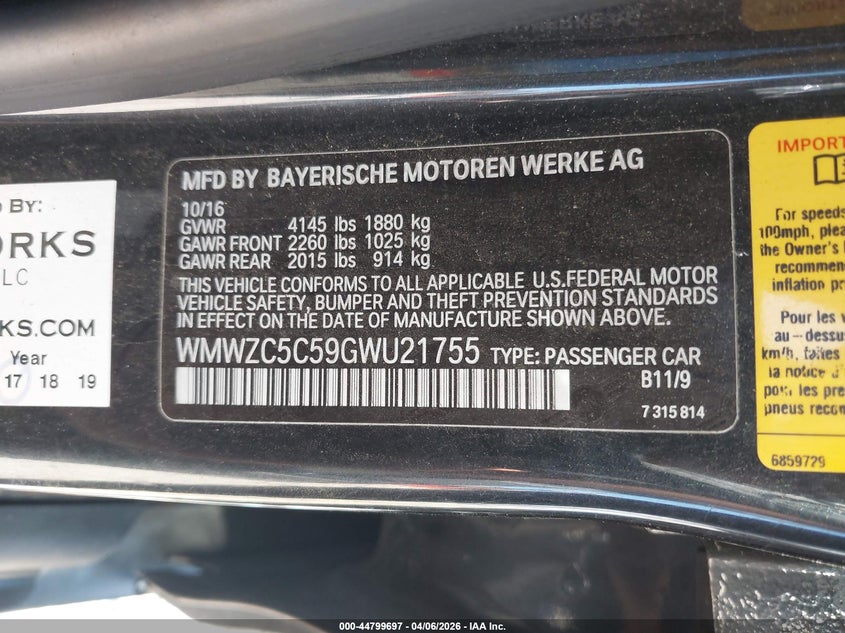 MFD BY BAYERISCHE MOTOREN WERKE AG
10/16
GVWR 4145 lbs 1880 kg
GAWR FRONT 2260 lbs 1025 kg
GAWR REAR 2015 lbs 914 kg
THIS VEHICLE CONFORMS TO ALL APPLICABLE U.S.FEDERAL MOTOR
VEHICLE SAFETY, BUMPER AND THEFT PREVENTION STANDARDS
IN EFFECT ON THE DATE OF MANUFACTURE SHOWN ABOVE.
WMWZC5C59GWU21755 TYPE: PASSENGER CAR
B11/9
7 315 814
BY:
ORKS
LC
KS.COM
Year
17 18 19
IMPORT
For speeds
100mph, plea
the Owner's
recommen
inflation pr
Pour les v
au-dessu
km/h, faites
la notice d'
les pre
pneus recom
6859729
000-44799697 - 04/06/2026 - IAA Inc.